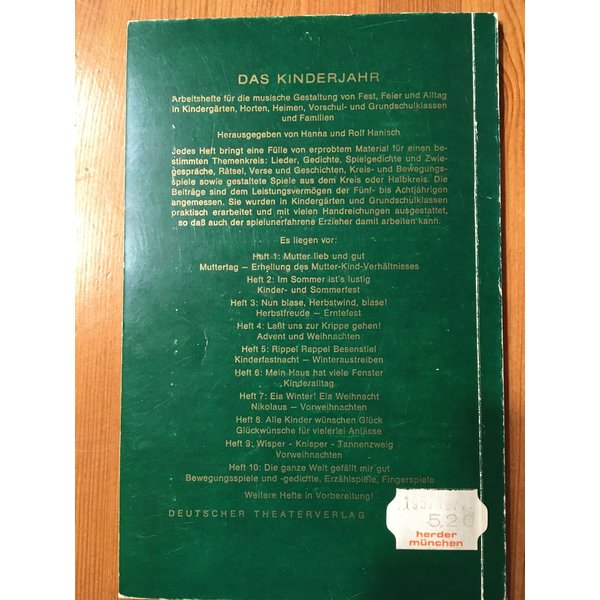 DAS KINDERJAHR
Arbeitshefte für die musische Gestaltung von Fest, Feier und Alltag
in Kindergärten, Horten, Heimen, Vorschul- und Grundschulklassen
und Familien
Herausgegeben von Hanna und Rolf Hanisch
Jedes Heft bringt eine Fülle von erprobtem Material für einen be-
stimmten Themenkreis: Lieder, Gedichte, Spielgedichte und Zwie-
gespräche, Rätsel, Verse und Geschichten, Kreis- und Bewegungs-
spiele sowie gestaltete Spiele aus dem Kreis oder Halbkreis. Die
Beiträge sind dem Leistungsvermögen der Fünf- bis Achtjährigen
angemessen. Sie wurden in Kindergärten und Grundschulklassen
praktisch erarbeitet und mit vielen Handreichungen ausgestattet,
so daß auch der spielunerfahrene Erzieher damit arbeiten kann.
Es liegen vor:
Heft 1: Mutter lieb und gut
Muttertag – Erhellung des Mutter-Kind-Verhältnisses
Heft 2: Im Sommer ist's lustig
Kinder- und Sommerfest
Heft 3: Nun blase, Herbstwind, blase!
Herbstfreude – Erntefest
Heft 4: Laßt uns zur Krippe gehen!
Advent und Weihnachten
Heft 5: Rippel Rappel Besenstiel
Kinderfastnacht – Winteraustreiben
Heft 6: Mein Haus hat viele Fenster
Kinderalltag
Heft 7: Eia Winter! Eia Weihnacht
Nikolaus – Vorweihnachten
Heft 8: Alle Kinder wünschen Glück
Glückwünsche für vielerlei Anlässe
Heft 9: Wisper - Knisper - Tannenzweig
Vorweihnachten
Heft 10: Die ganze Welt gefällt mir gut
Bewegungsspiele und -gedichte, Erzählspiele, Fingerspiele
Weitere Hefte in Vorbereitung!
DEUTSCHER THEATERVERLAG
5.20
herder
münchen